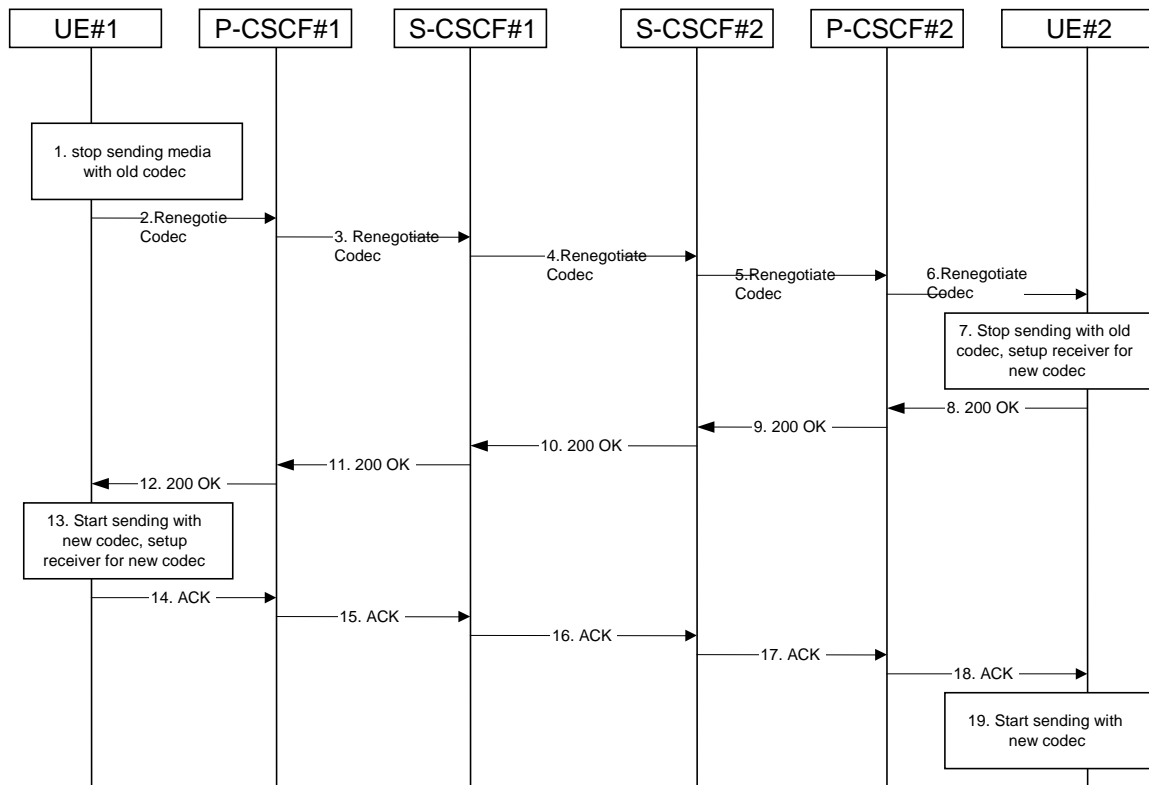 UE#1
P-CSCF#1
S-CSCF#1
S-CSCF#2
P-CSCF#2
UE#2
1. stop sending media
with old codec
2.Renegotie
Codec
3. Renegotiate
Codec
4.Renegotiate
Codec
5.Renegotiate
Codec
6.Renegotiate
Codec
7. Stop sending with old
codec, setup receiver for
new codec
8. 200 OK
9. 200 OK
10. 200 OK
11. 200 OK
12. 200 OK
13. Start sending with
new codec, setup
receiver for new codec
14. ACK
15. ACK
16. ACK
17. ACK
18. ACK
19. Start sending with
new codec